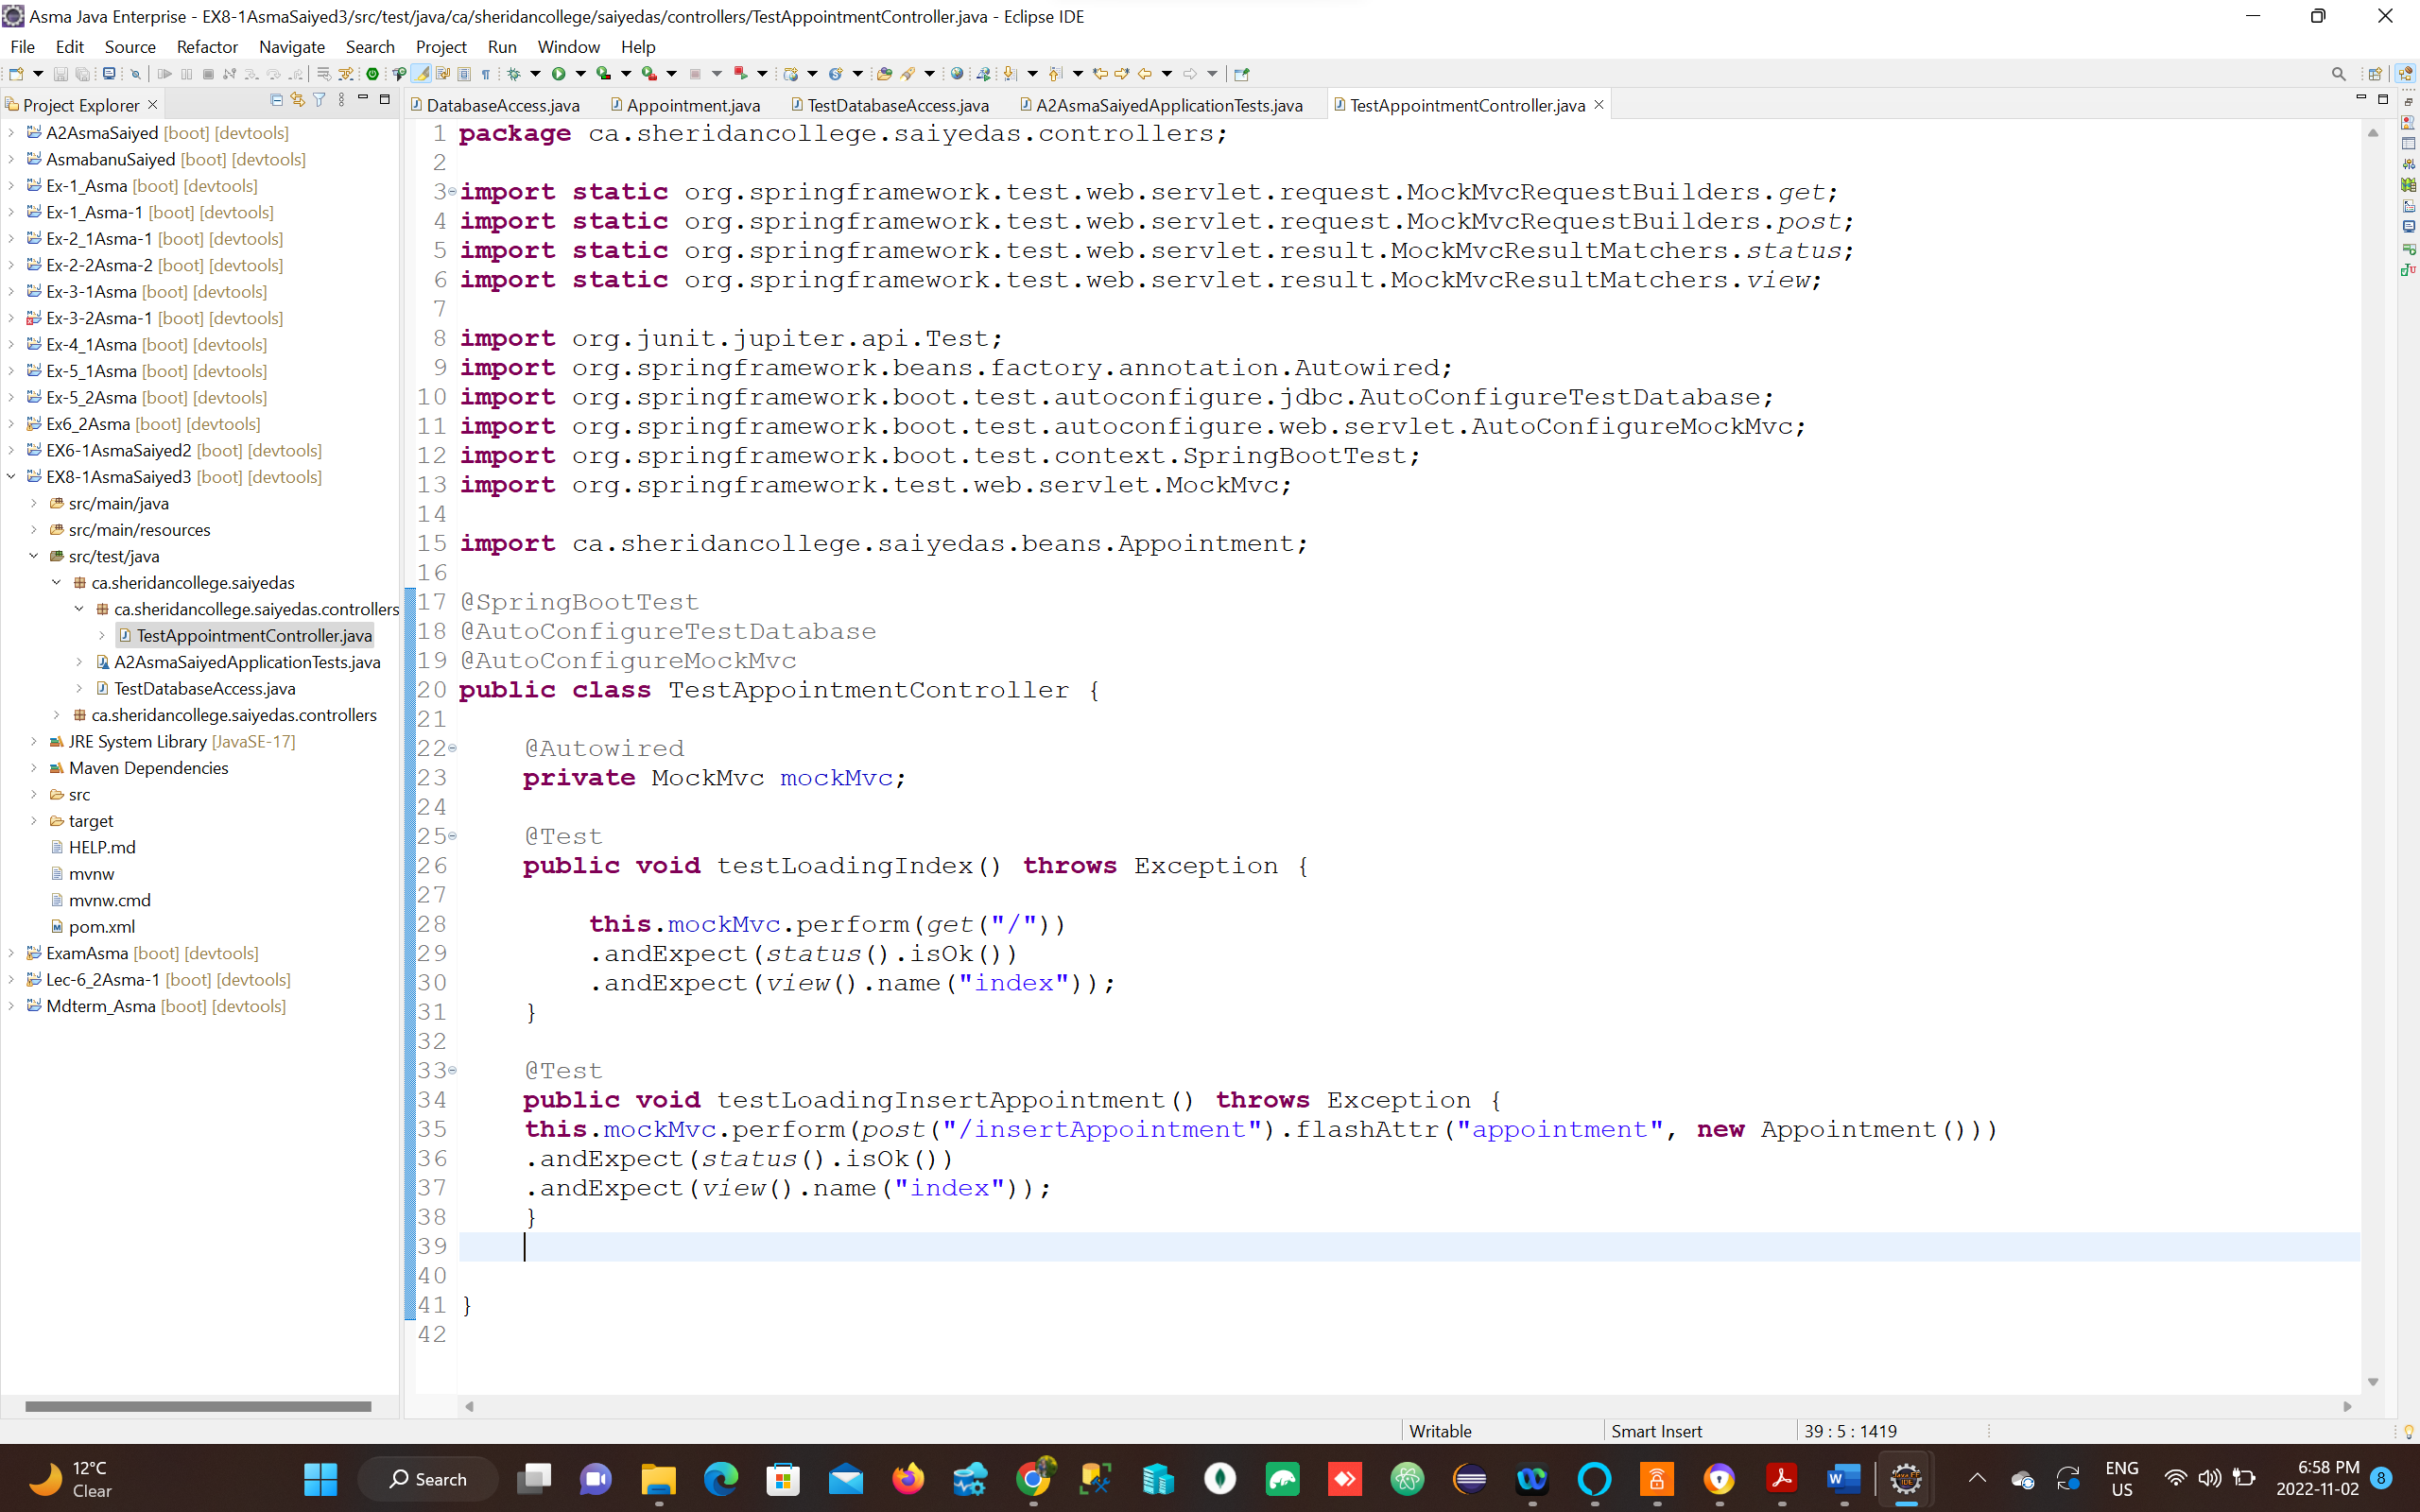 Asma Java Enterprise - EX8-1AsmaSaiyed3/src/test/java/ca/sheridancollege/saiyedas/controllers/TestAppointmentController.java - Eclipse IDE
File Edit Source Refactor Navigate Search Project Run Window Help
Project Explorer
A2AsmaSaiyed [boot] [devtools]
AsmabanuSaiyed [boot] [devtools]
Ex-1_Asma [boot] [devtools]
Ex-1_Asma-1 [boot] [devtools]
Ex-2_1Asma-1 [boot] [devtools]
Ex-2-2Asma-2 [boot] [devtools]
Ex-3-1Asma [boot] [devtools]
Ex-3-2Asma-1 [boot] [devtools]
Ex-4_1Asma [boot] [devtools]
Ex-5_1Asma [boot] [devtools]
Ex-5_2Asma [boot] [devtools]
Ex6_2Asma [boot] [devtools]
EX6-1AsmaSaiyed2 [boot] [devtools]
EX8-1AsmaSaiyed3 [boot] [devtools]
src/main/java
src/main/resources
src/test/java
ca.sheridancollege.saiyedas
ca.sheridancollege.saiyedas.controllers
TestAppointmentController.java
A2AsmaSaiyedApplicationTests.java
TestDatabaseAccess.java
ca.sheridancollege.saiyedas.controllers
JRE System Library [JavaSE-17]
Maven Dependencies
src
target
HELP.md
mvnw
mvnw.cmd
pom.xml
ExamAsma [boot] [devtools]
Lec-6_2Asma-1 [boot] [devtools]
Mdterm_Asma [boot] [devtools]
DatabaseAccess.java Appointment.java TestDatabaseAccess.java A2AsmaSaiyedApplicationTests.java TestAppointmentController.java
1 package ca.sheridancollege.saiyedas.controllers;
2
3 import static org.springframework.test.web.servlet.request.MockMvcRequestBuilders.get;
4 import static org.springframework.test.web.servlet.request.MockMvcRequestBuilders.post;
5 import static org.springframework.test.web.servlet.result.MockMvcResultMatchers.status;
6 import static org.springframework.test.web.servlet.result.MockMvcResultMatchers.view;
7
8 import org.junit.jupiter.api.Test;
9 import org.springframework.beans.factory.annotation.Autowired;
10 import org.springframework.boot.test.autoconfigure.jdbc.AutoConfigureTestDatabase;
11 import org.springframework.boot.test.autoconfigure.web.servlet.AutoConfigureMockMvc;
12 import org.springframework.boot.test.context.SpringBootTest;
13 import org.springframework.test.web.servlet.MockMvc;
14
15 import ca.sheridancollege.saiyedas.beans.Appointment;
16
17 @SpringBootTest
18 @AutoConfigureTestDatabase
19 @AutoConfigureMockMvc
20 public class TestAppointmentController {
21
22 @Autowired
23 private MockMvc mockMvc;
24
25 @Test
26 public void testLoadingIndex() throws Exception {
27
28 this.mockMvc.perform(get("/"))
29 .andExpect(status().isOk())
30 .andExpect(view().name("index"));
31 }
32
33 @Test
34 public void testLoadingInsertAppointment() throws Exception {
35 this.mockMvc.perform(post("/insertAppointment").flashAttr("appointment", new Appointment()))
36 .andExpect(status().isOk())
37 .andExpect(view().name("index"));
38 }
39
40
41 }
42
Writable Smart Insert 39 : 5 : 1419
12°C
Clear
Search
ENG
US
6:58 PM
2022-11-02
8